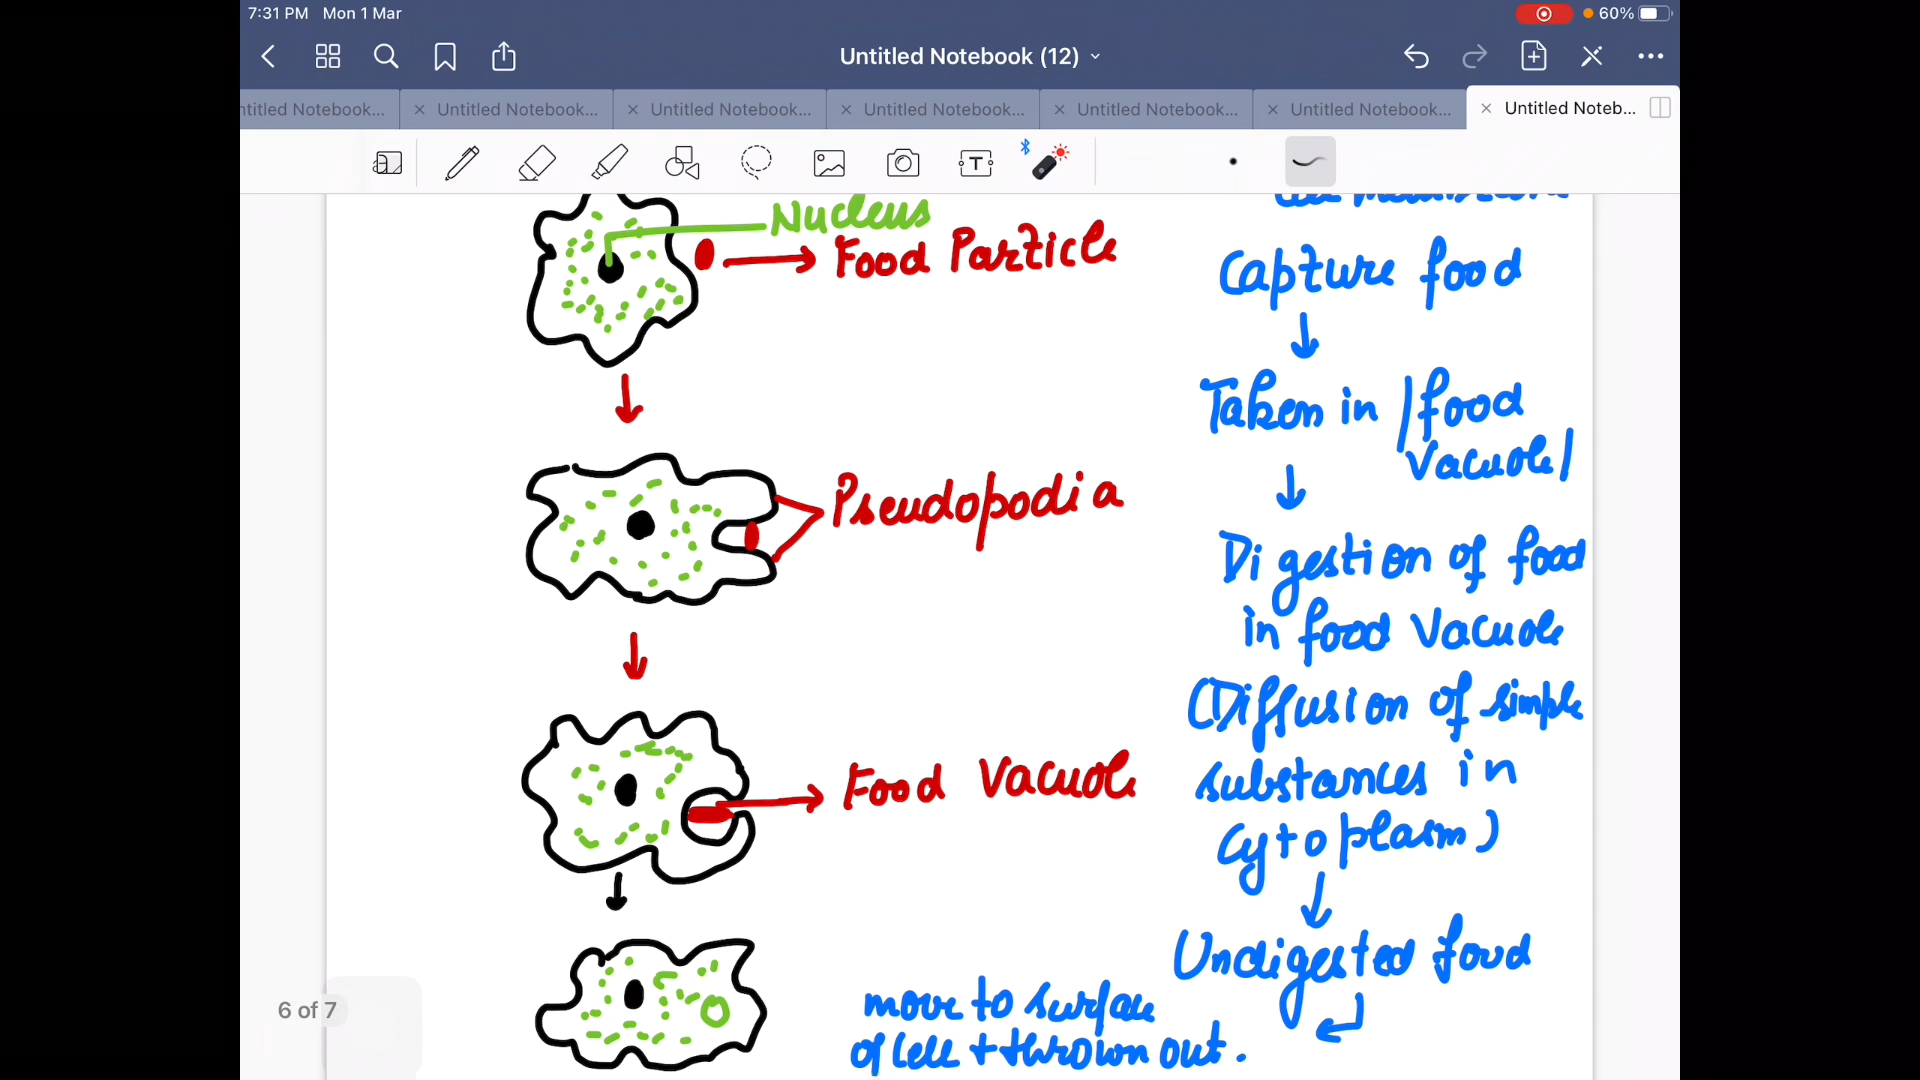 7:31 PM Mon 1 Mar
60%
Untitled Notebook (12)
ntitled Notebook...
Untitled Notebook...
Untitled Notebook...
Untitled Notebook...
Untitled Notebook...
Untitled Notebook...
Untitled Noteb...
Nucleus
Food Particle
Pseudopodia
Food Vacuole
Capture food
Taken in /food
Vacuole/
Digestion of food
in food Vacuole
(Diffusion of simple
substances in
Cytoplasm)
Undigested food
move to surface
of cell + thrown out.
6 of 7